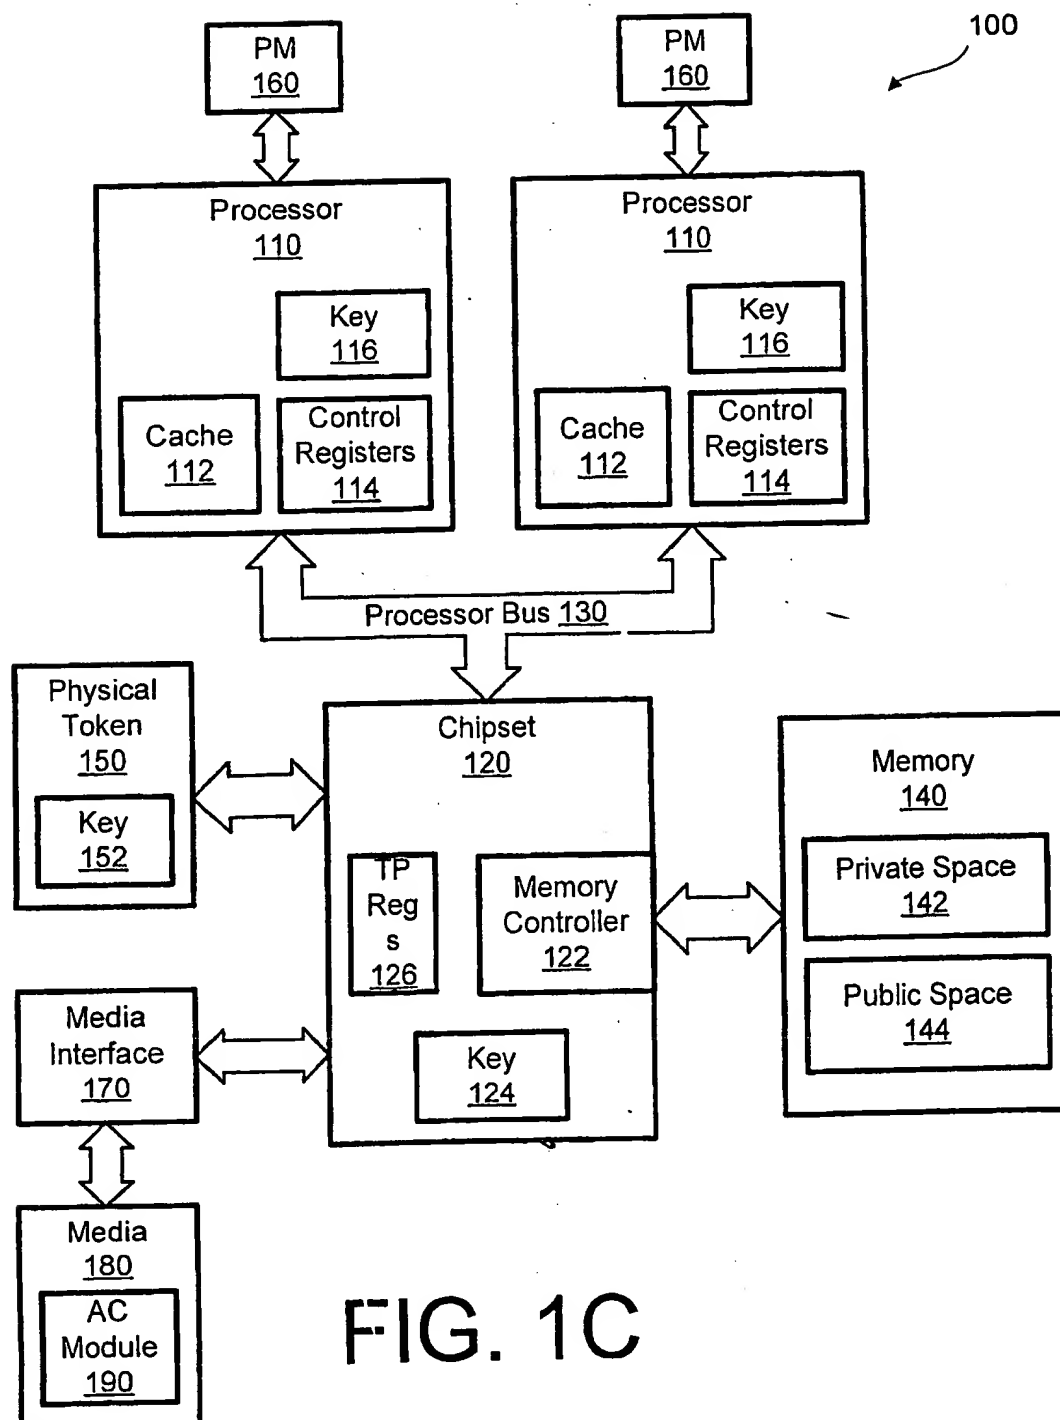 100
PM
160
PM
160
Processor
110
Key
116
Cache
112
Control
Registers
114
Processor
110
Key
116
Cache
112
Control
Registers
114
Processor Bus 130
Physical
Token
150
Key
152
Chipset
120
TP
Reg
s
126
Memory
Controller
122
Key
124
Memory
140
Private Space
142
Public Space
144
Media
Interface
170
Media
180
AC
Module
190
FIG. 1C